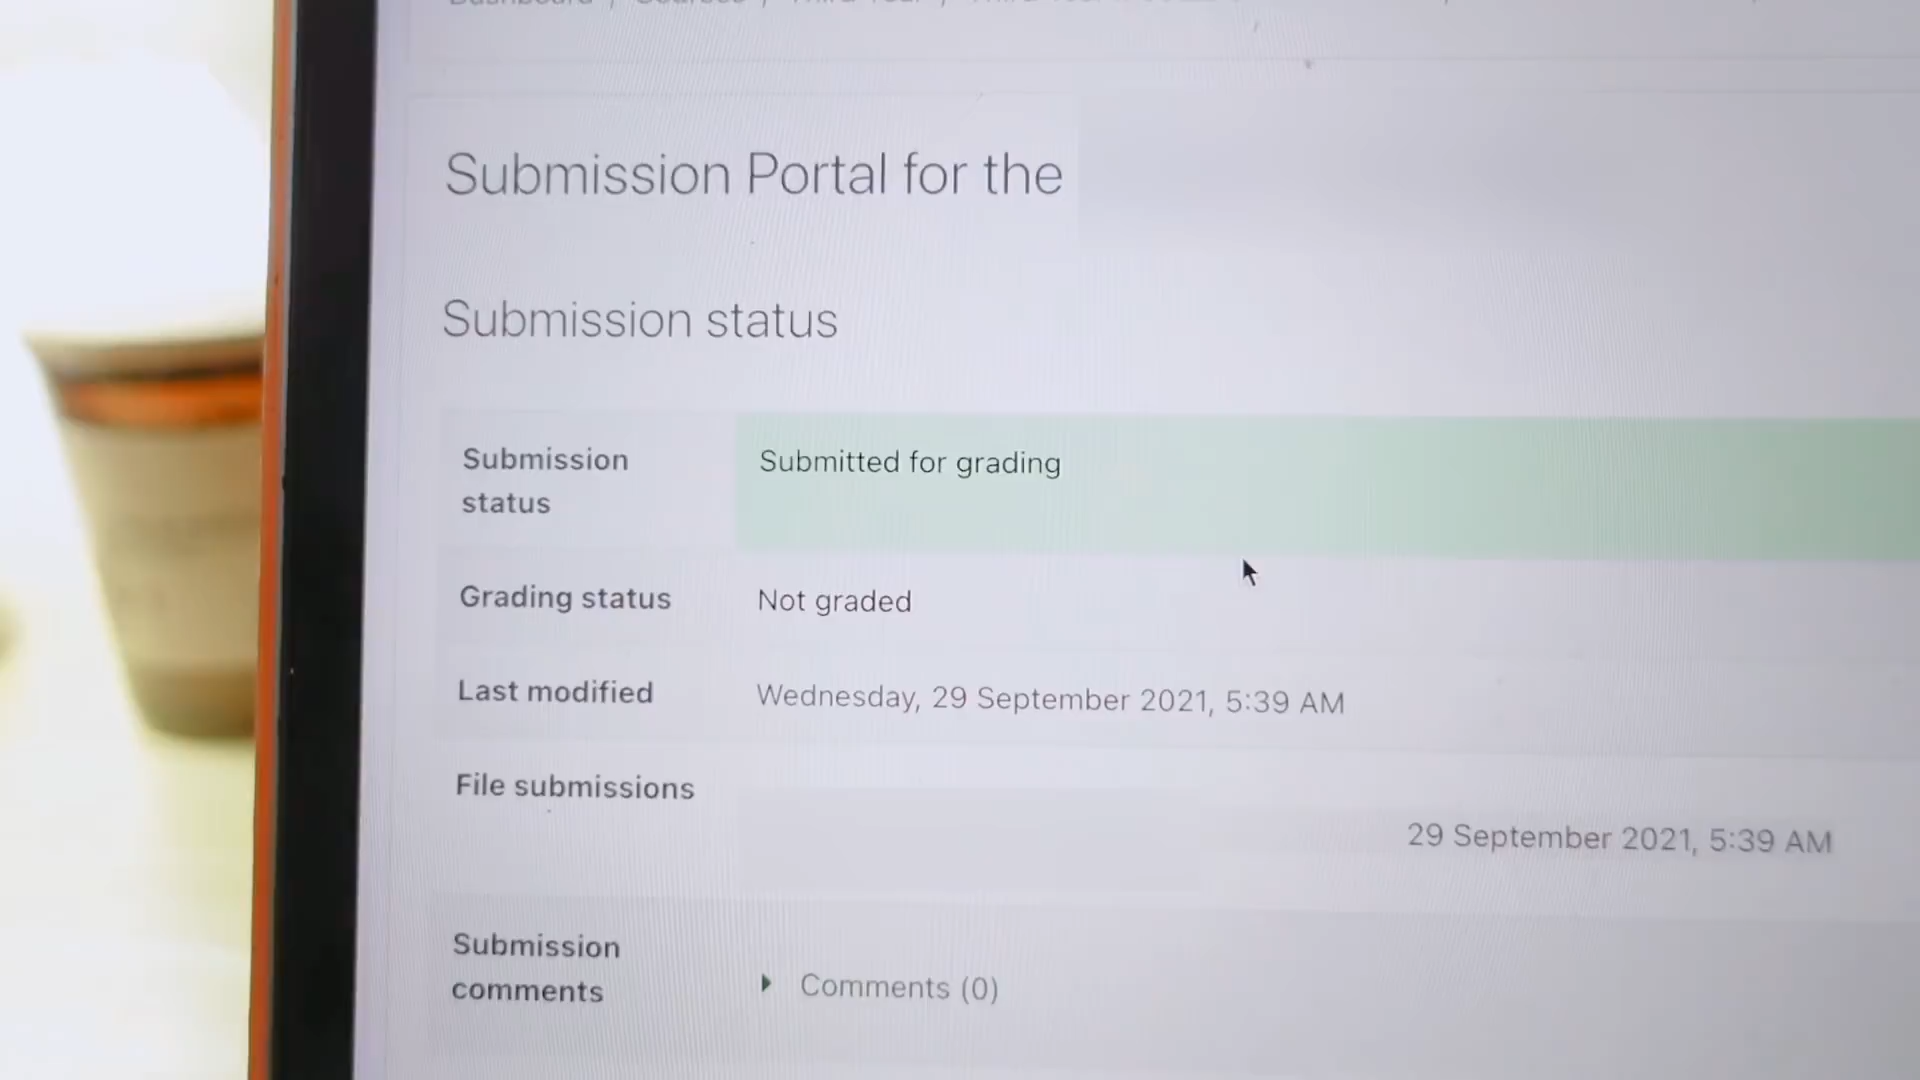 Submission Portal for the
Submission status
Submission status
Submitted for grading
Grading status
Not graded
Last modified
Wednesday, 29 September 2021, 5:39 AM
File submissions
29 September 2021, 5:39 AM
Submission comments
Comments (0)